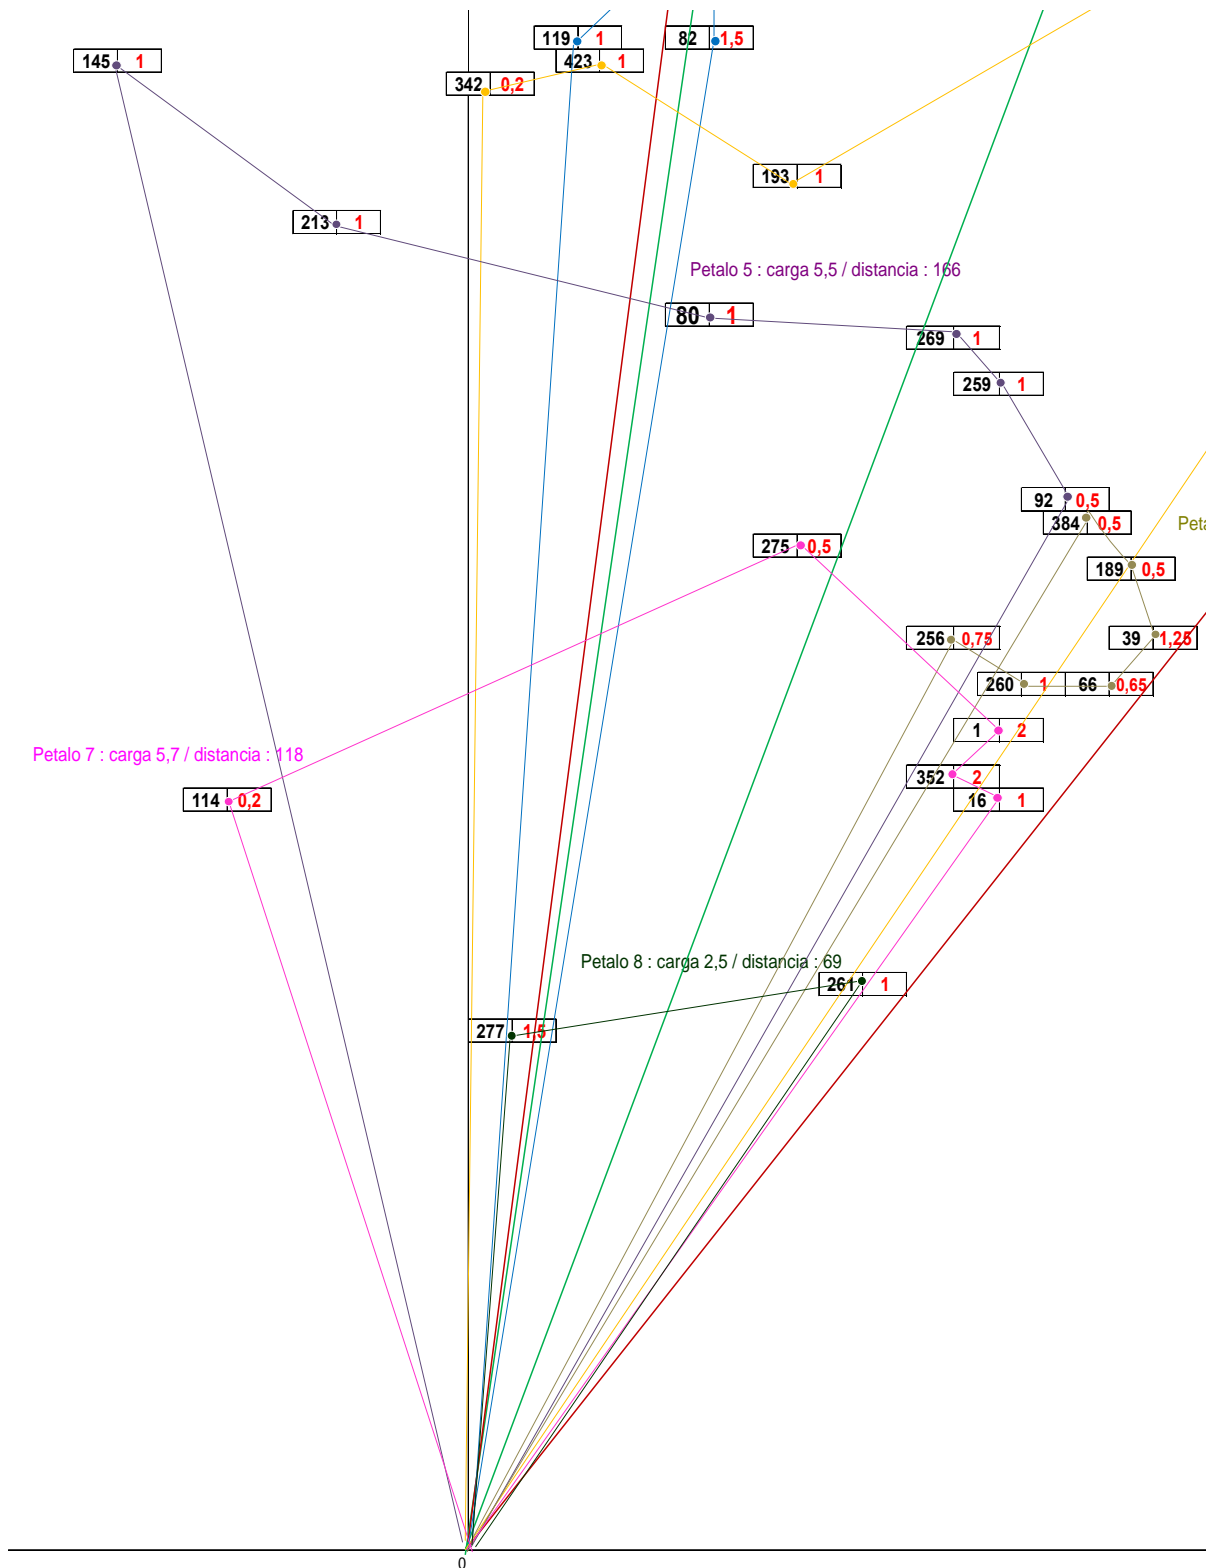 119 1 82 1,5
145 1 423 1
342 0,2
193 1
213 1
Petalo 5 : carga 5,5 / distancia : 166
80 1
269 1
259 1
92 0,5
384 0,5
Peta
275 0,5
189 0,5
256 0,75 39 1,25
260 1 66 0,65
1 2
Petalo 7 : carga 5,7 / distancia : 118
352 2
114 0,2 16 1
Petalo 8 : carga 2,5 / distancia : 69
261 1
277 1,5
0